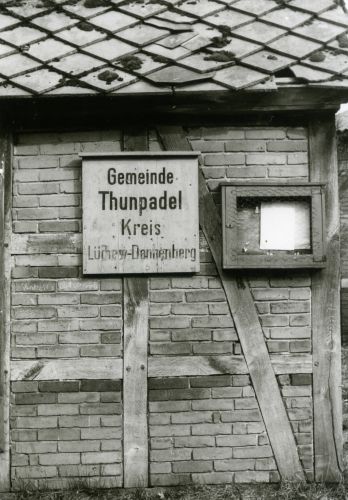 Gemeinde
Thunpadel
Kreis
Lüchow-Dannenberg